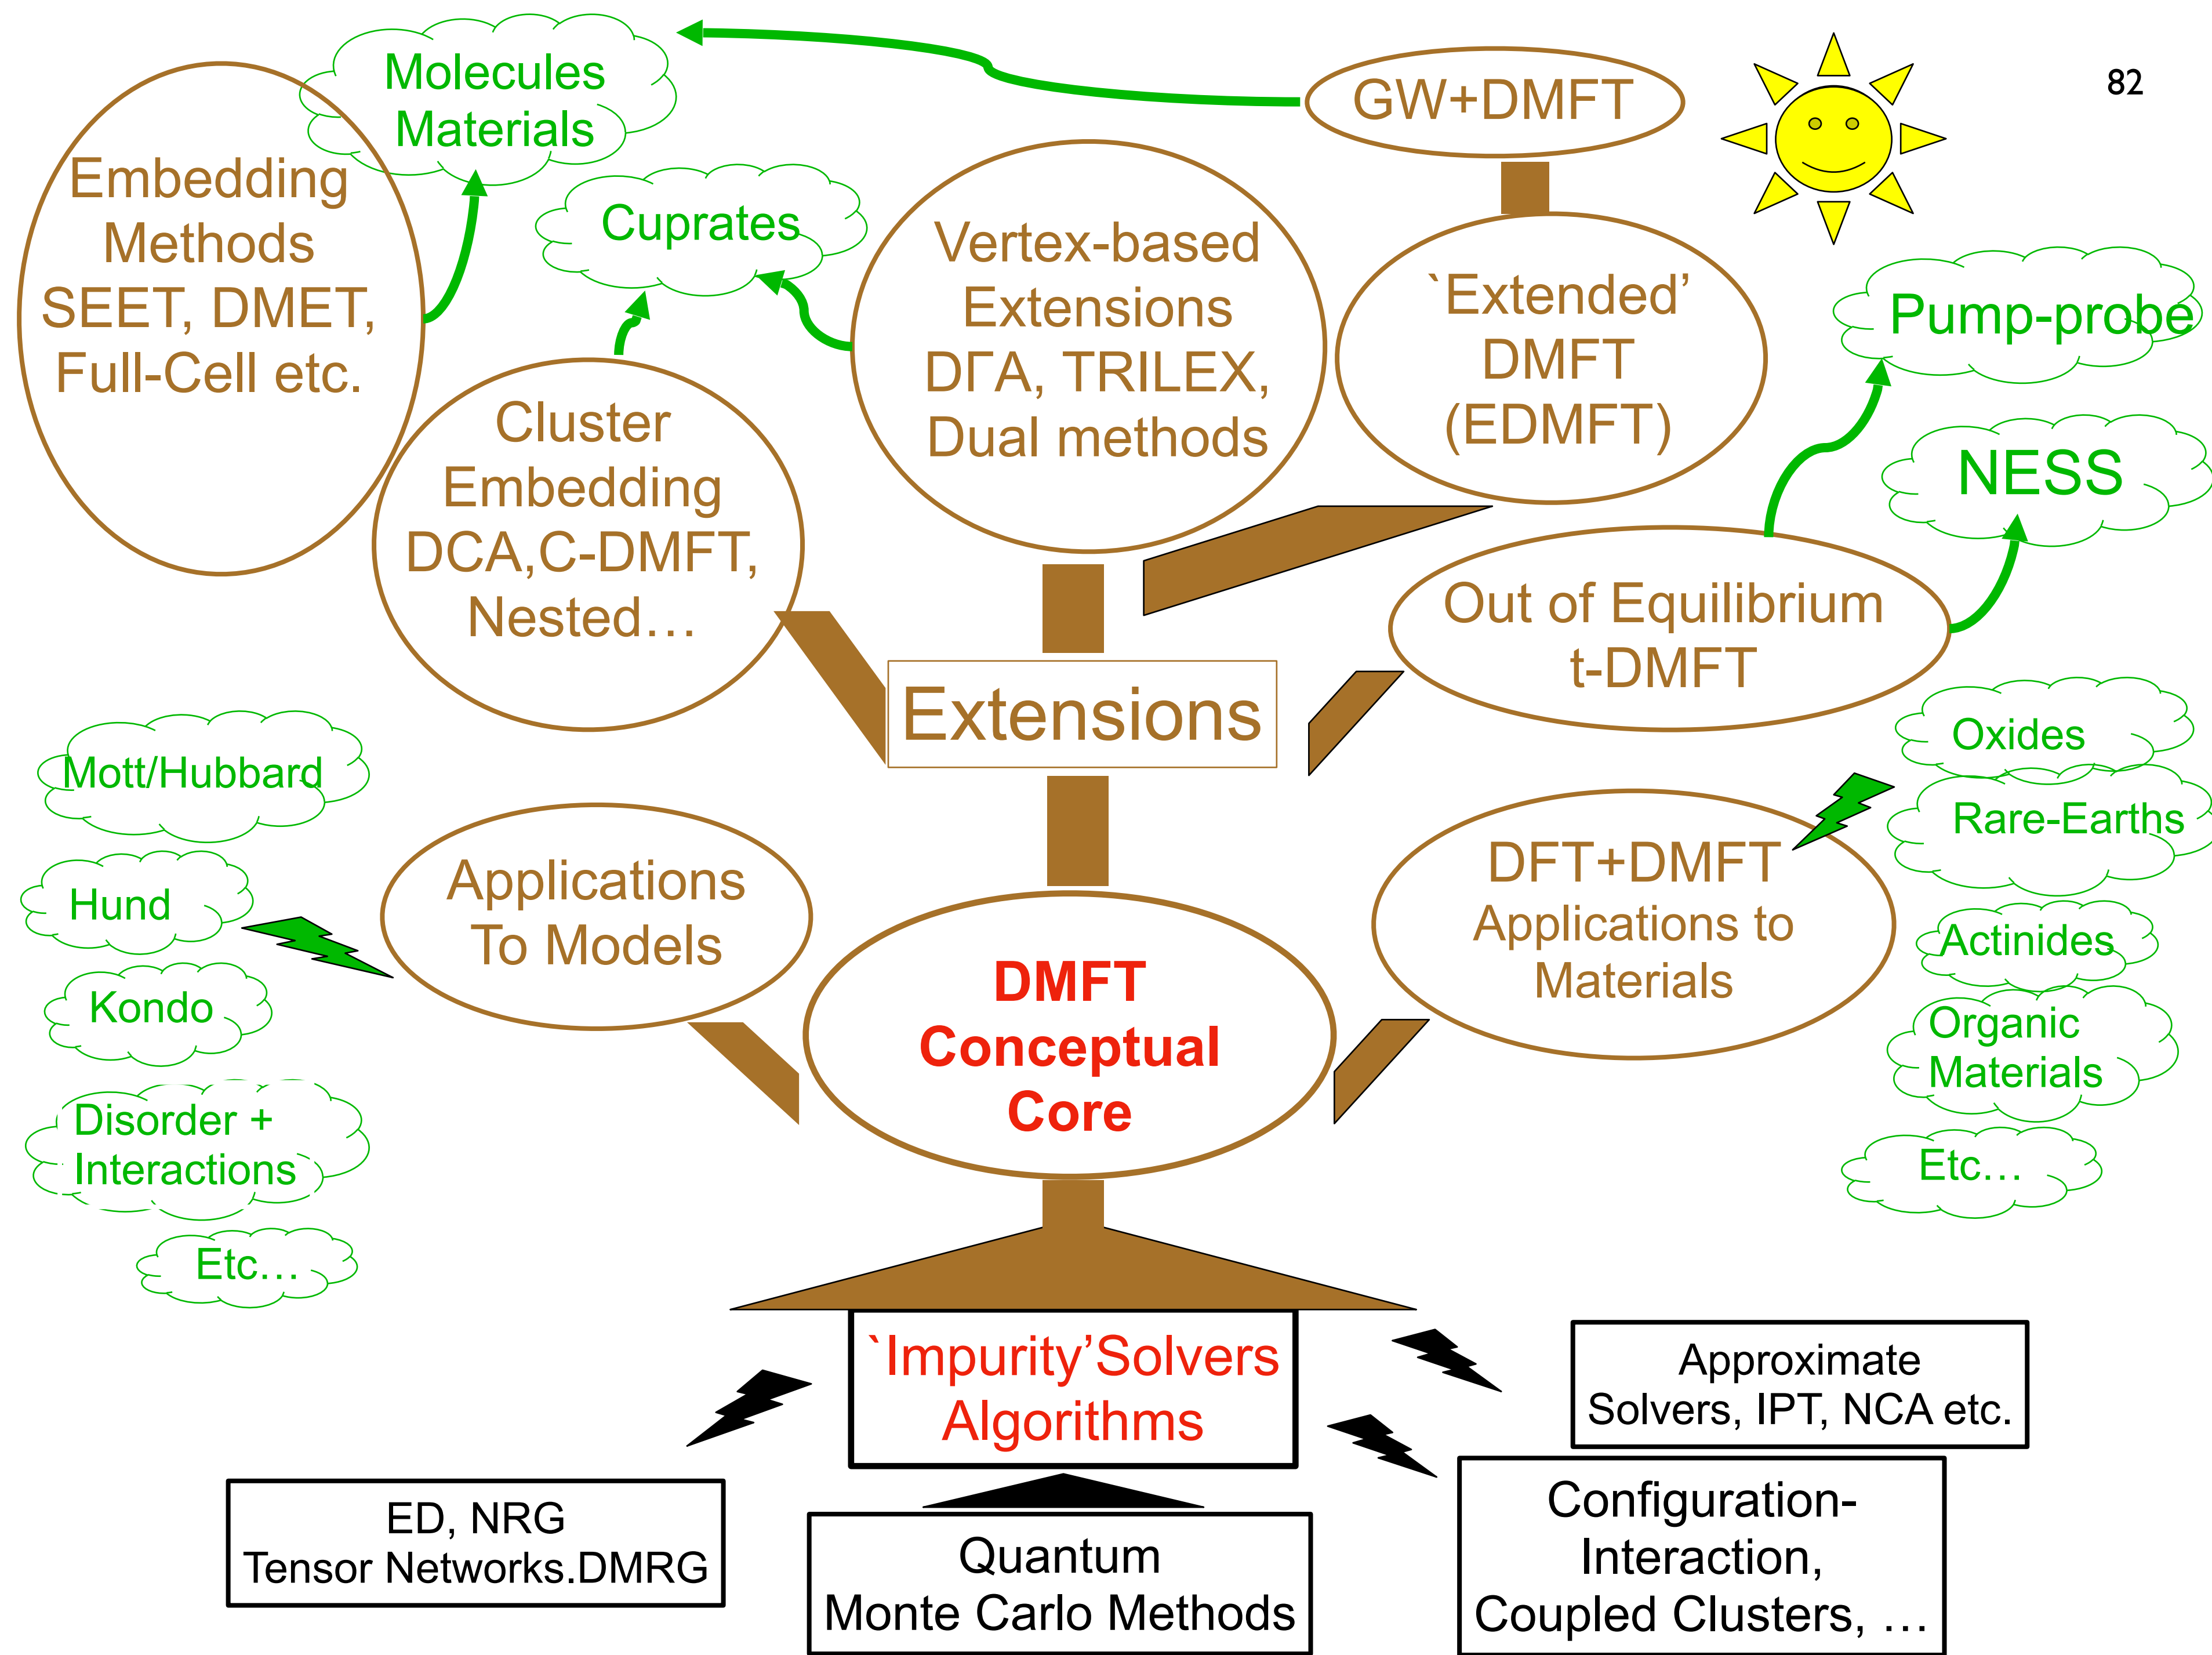 82
Molecules
Materials
GW+DMFT
Embedding
Methods
SEET, DMET,
Full-Cell etc.
Cuprates
Vertex-based
Extensions
DΓA, TRILEX,
Dual methods
`Extended’
DMFT
(EDMFT)
Pump-probe
NESS
Cluster
Embedding
DCA,C-DMFT,
Nested…
Out of Equilibrium
t-DMFT
Extensions
Mott/Hubbard
Hund
Kondo
Disorder +
Interactions
Etc…
Applications
To Models
DMFT
Conceptual
Core
DFT+DMFT
Applications to
Materials
Oxides
Rare-Earths
Actinides
Organic
Materials
Etc…
`Impurity’Solvers
Algorithms
Approximate
Solvers, IPT, NCA etc.
ED, NRG
Tensor Networks.DMRG
Quantum
Monte Carlo Methods
Configuration-
Interaction,
Coupled Clusters, …